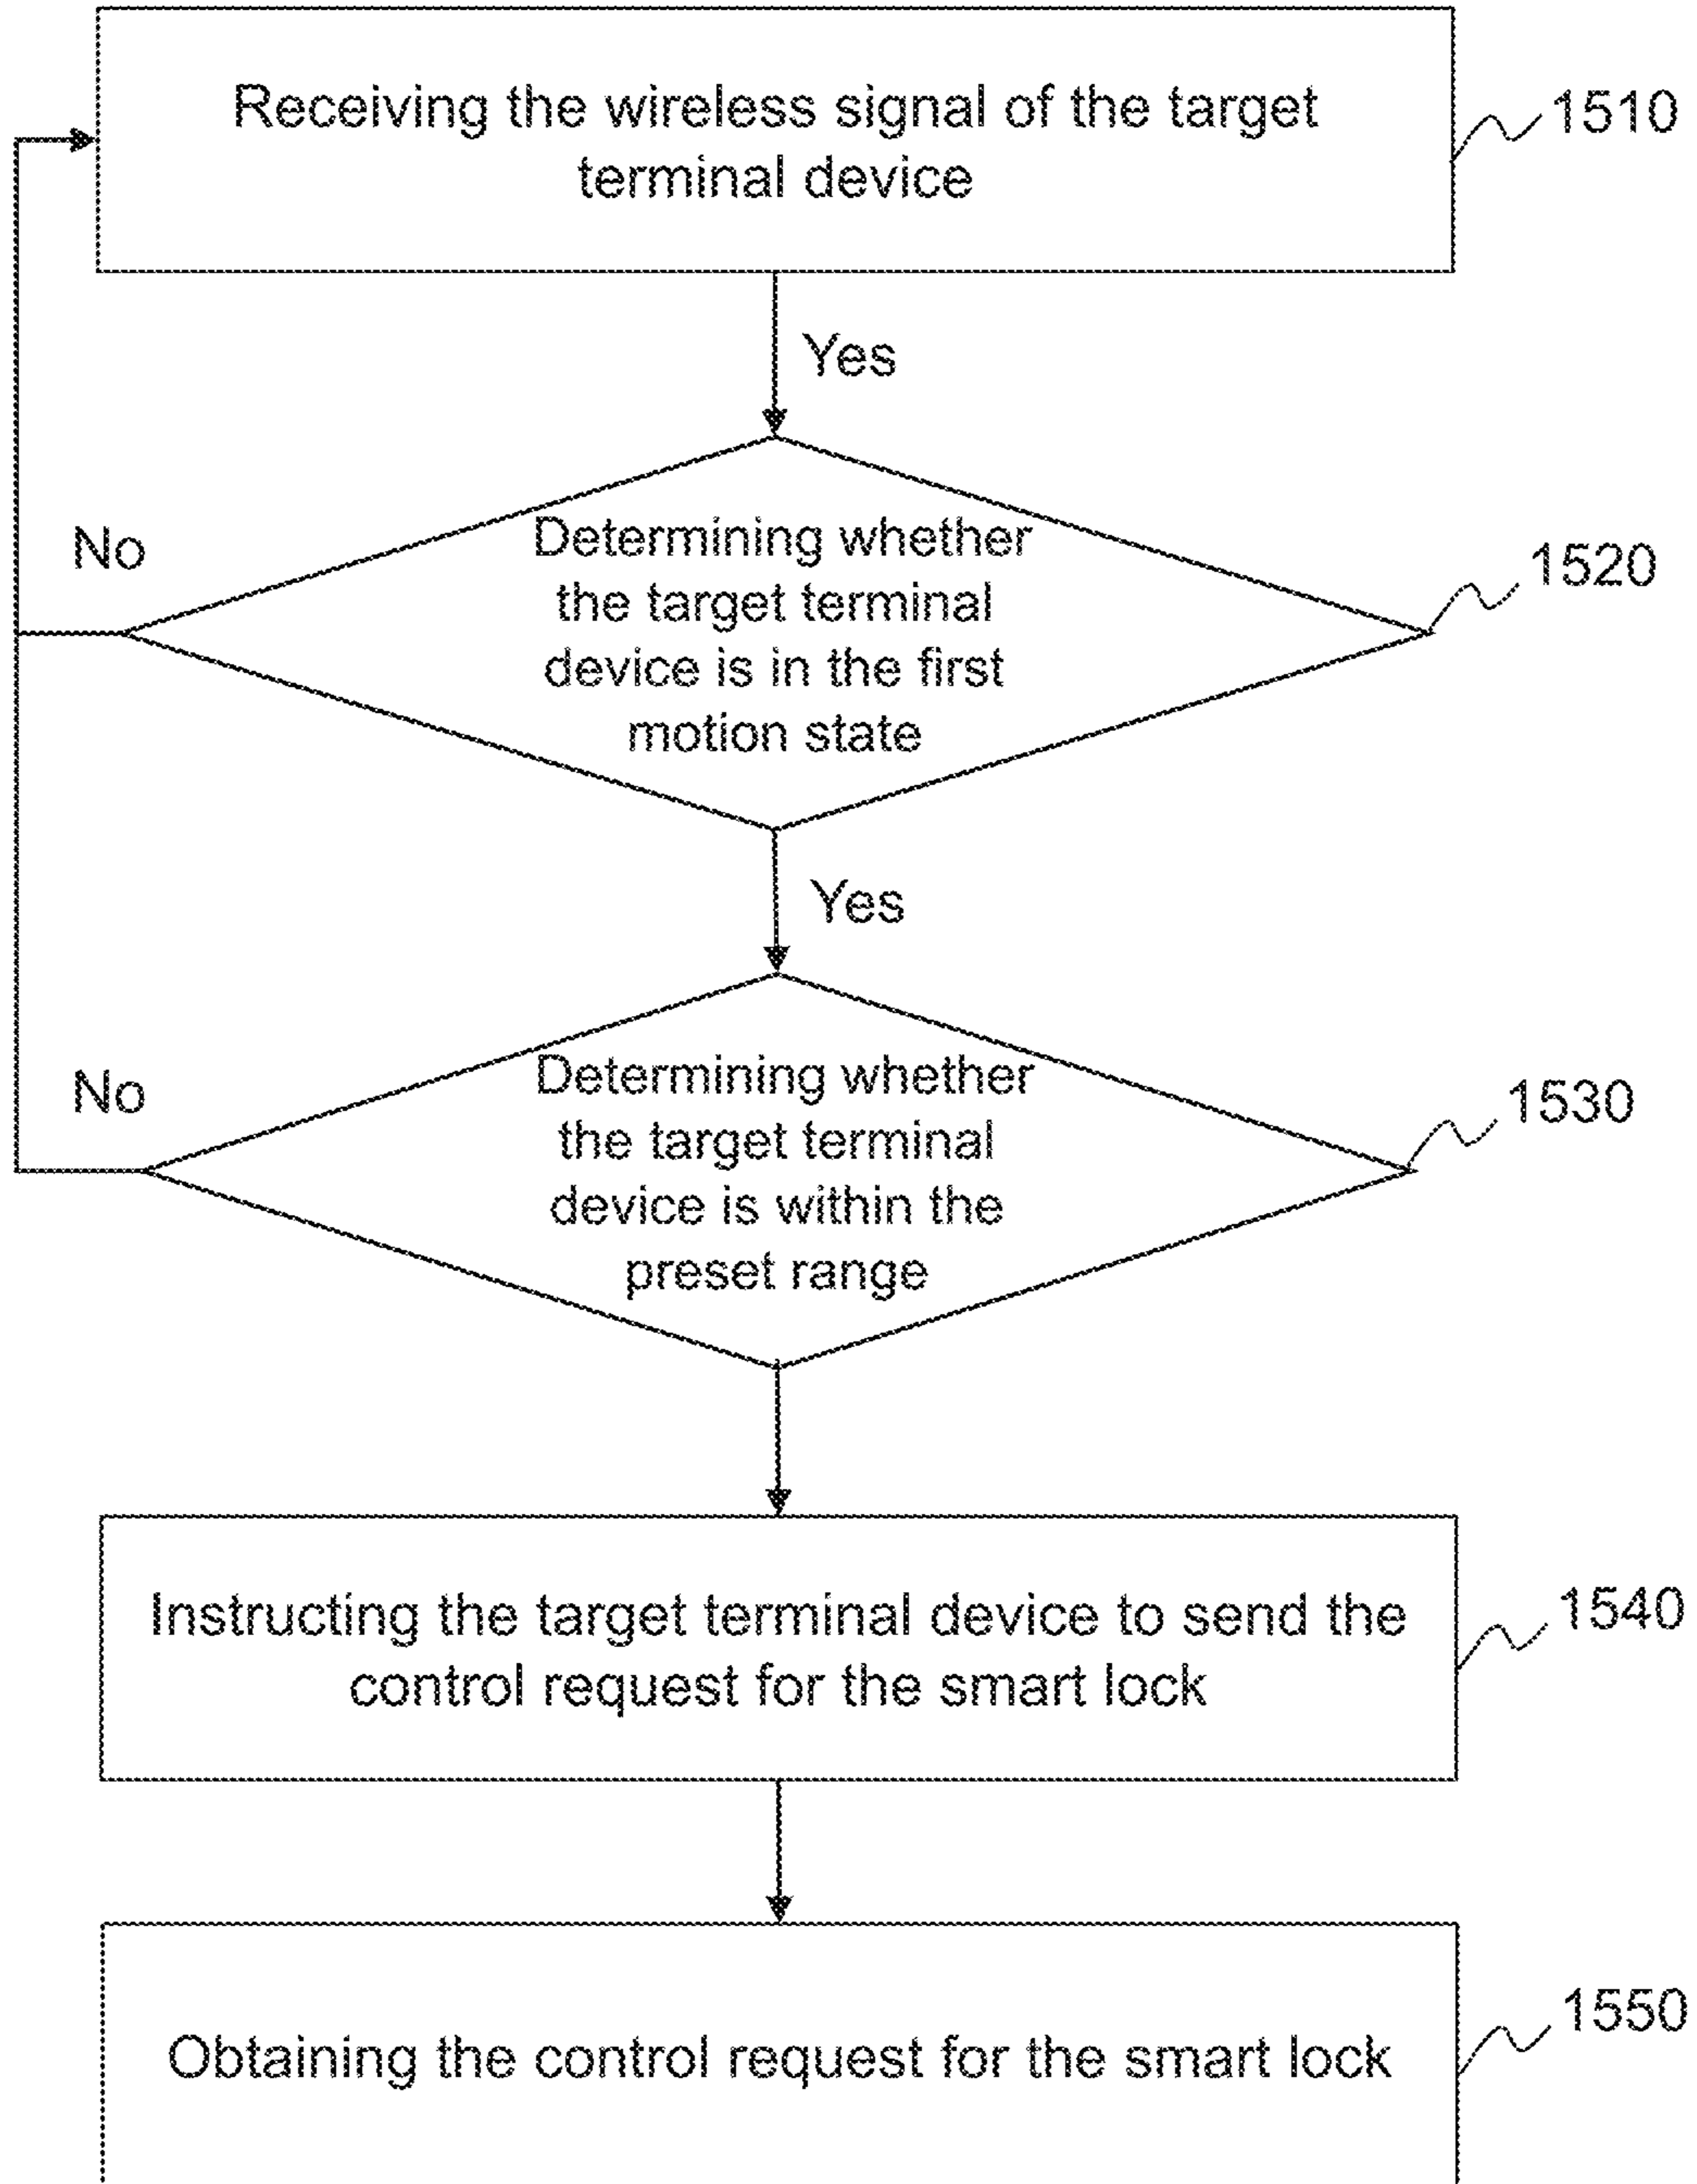 Receiving the wireless signal of the target
terminal device
1510
Yes
Determining whether
the target terminal
device is in the first
motion state
No
1520
Yes
Determining whether
the target terminal
device is within the
preset range
No
1530
Instructing the target terminal device to send the
control request for the smart lock
1540
Obtaining the control request for the smart lock
1550